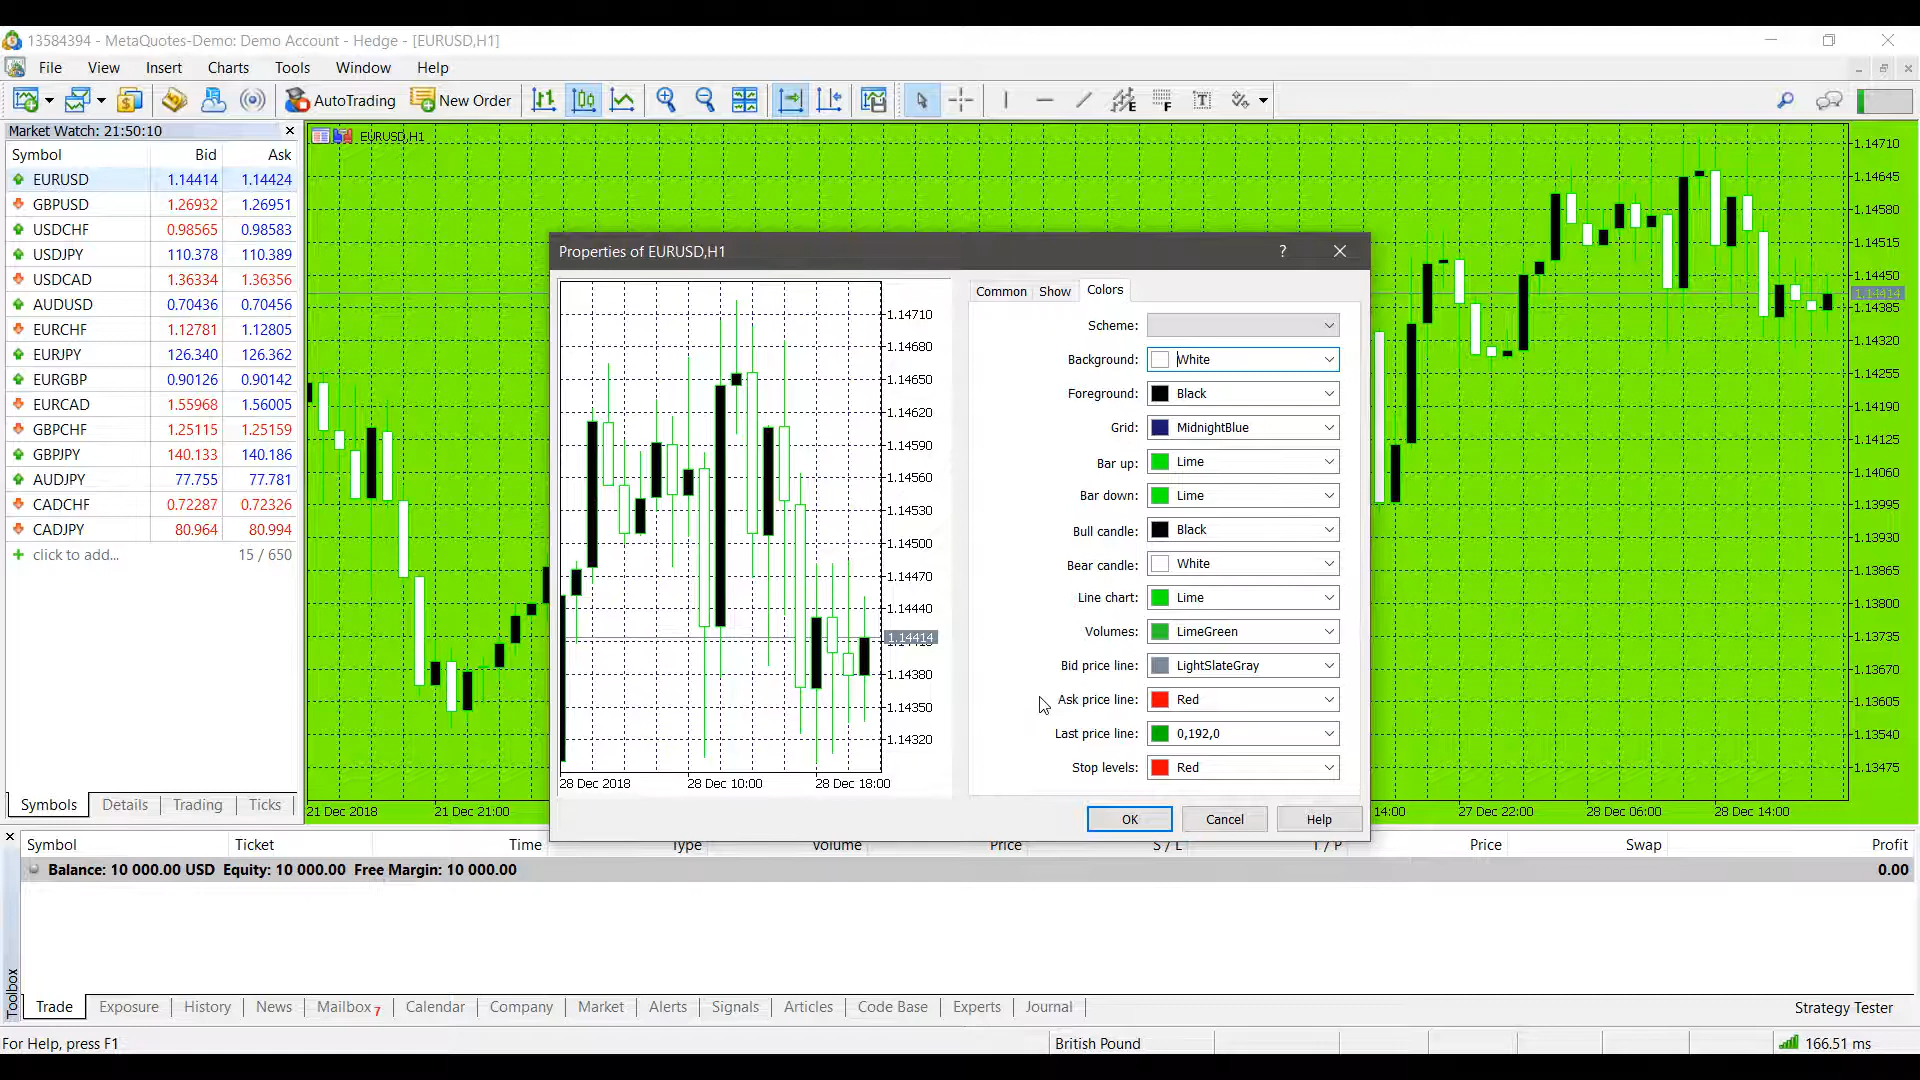 13584394 - MetaQuotes-Demo: Demo Account - Hedge - [EURUSD,H1]
File View Insert Charts Tools Window Help
AutoTrading New Order
Market Watch: 21:50:10
Symbol Bid Ask
EURUSD 1.14414 1.14424
GBPUSD 1.26932 1.26951
USDCHF 0.98565 0.98583
USDJPY 110.378 110.389
USDCAD 1.36334 1.36356
AUDUSD 0.70436 0.70456
EURCHF 1.12781 1.12805
EURJPY 126.340 126.362
EURGBP 0.90126 0.90142
EURCAD 1.55968 1.56005
GBPCHF 1.25115 1.25159
GBPJPY 140.133 140.186
AUDJPY 77.755 77.781
CADCHF 0.72287 0.72326
CADJPY 80.964 80.994
click to add... 15 / 650
Symbols Details Trading Ticks
EURUSD,H1
1.14710
1.14645
1.14580
1.14515
1.14450
1.14414
1.14385
1.14320
1.14255
1.14190
1.14125
1.14060
1.13995
1.13930
1.13865
1.13800
1.13735
1.13670
1.13605
1.13540
1.13475
21 Dec 2018 21 Dec 21:00 14:00 27 Dec 22:00 28 Dec 06:00 28 Dec 14:00
Properties of EURUSD,H1 ?
1.14710
1.14680
1.14650
1.14620
1.14590
1.14560
1.14530
1.14500
1.14470
1.14440
1.14414
1.14380
1.14350
1.14320
28 Dec 2018 28 Dec 10:00 28 Dec 18:00
Common Show Colors
Scheme:
Background: White
Foreground: Black
Grid: MidnightBlue
Bar up: Lime
Bar down: Lime
Bull candle: Black
Bear candle: White
Line chart: Lime
Volumes: LimeGreen
Bid price line: LightSlateGray
Ask price line: Red
Last price line: 0,192,0
Stop levels: Red
OK Cancel Help
Symbol Ticket Time Type Volume Price S / L T / P Price Swap Profit
Balance: 10 000.00 USD Equity: 10 000.00 Free Margin: 10 000.00 0.00
Toolbox
Trade Exposure History News Mailbox 7 Calendar Company Market Alerts Signals Articles Code Base Experts Journal Strategy Tester
For Help, press F1 British Pound 166.51 ms